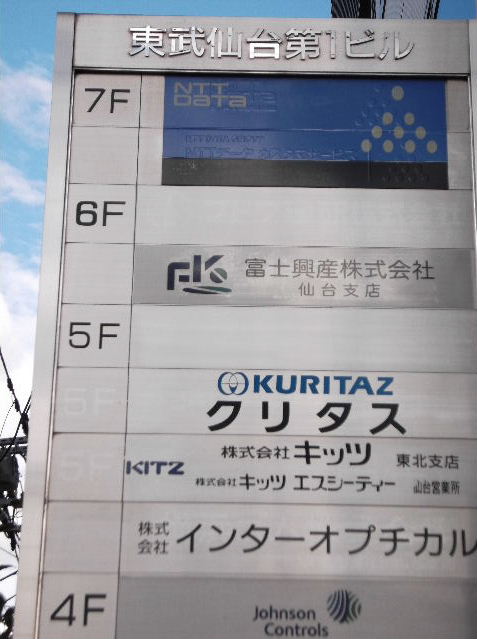 東武仙台第1ビル
7F
NTT
DATA
6F
FK 富士興産株式会社
仙台支店
5F
KURITAZ
クリタス
5F
5F
KITZ
株式会社 キッツ 東北支店
株式会社 キッツ エスシーティー 仙台営業所
株式会社 インターオプチカル
4F
Johnson
Controls